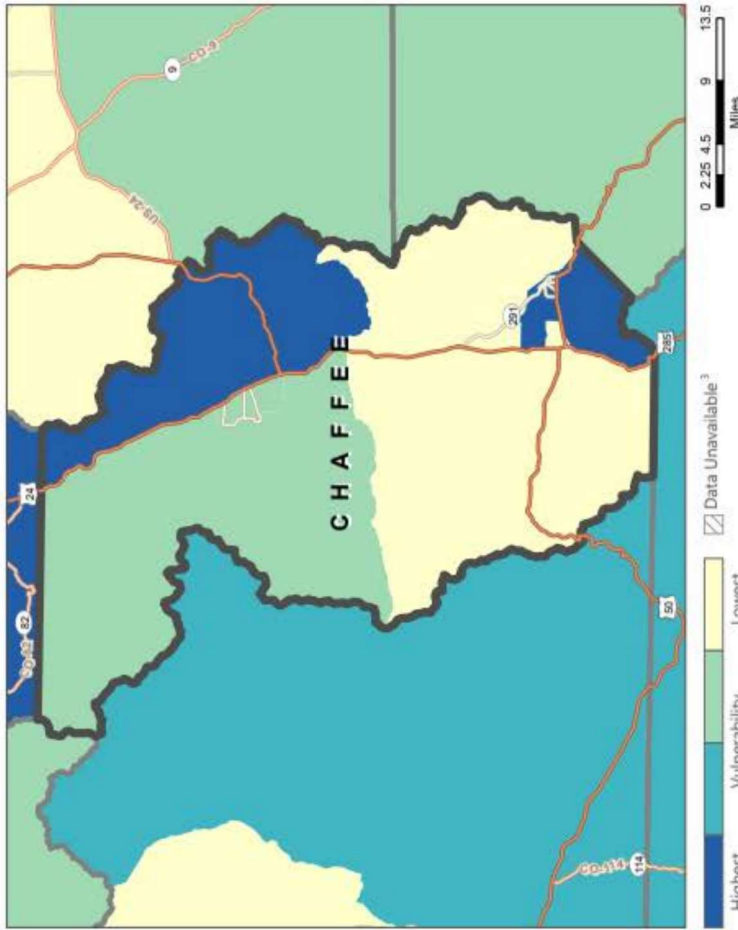 CO-9
9
US-24
24
CO-82
82
CHAFFEE
291
285
50
CO-114
114
Highest
Vulnerability
Lowest
Data Unavailable 3
0 2.25 4.5 9 13.5
Miles